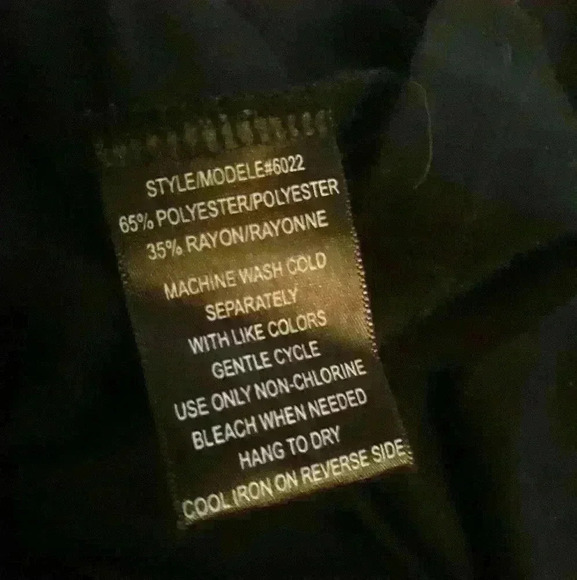 STYLE/MODELE#6022
65% POLYESTER/POLYESTER
35% RAYON/RAYONNE
MACHINE WASH COLD
SEPARATELY
WITH LIKE COLORS
GENTLE CYCLE
USE ONLY NON-CHLORINE
BLEACH WHEN NEEDED
HANG TO DRY
COOL IRON ON REVERSE SIDE